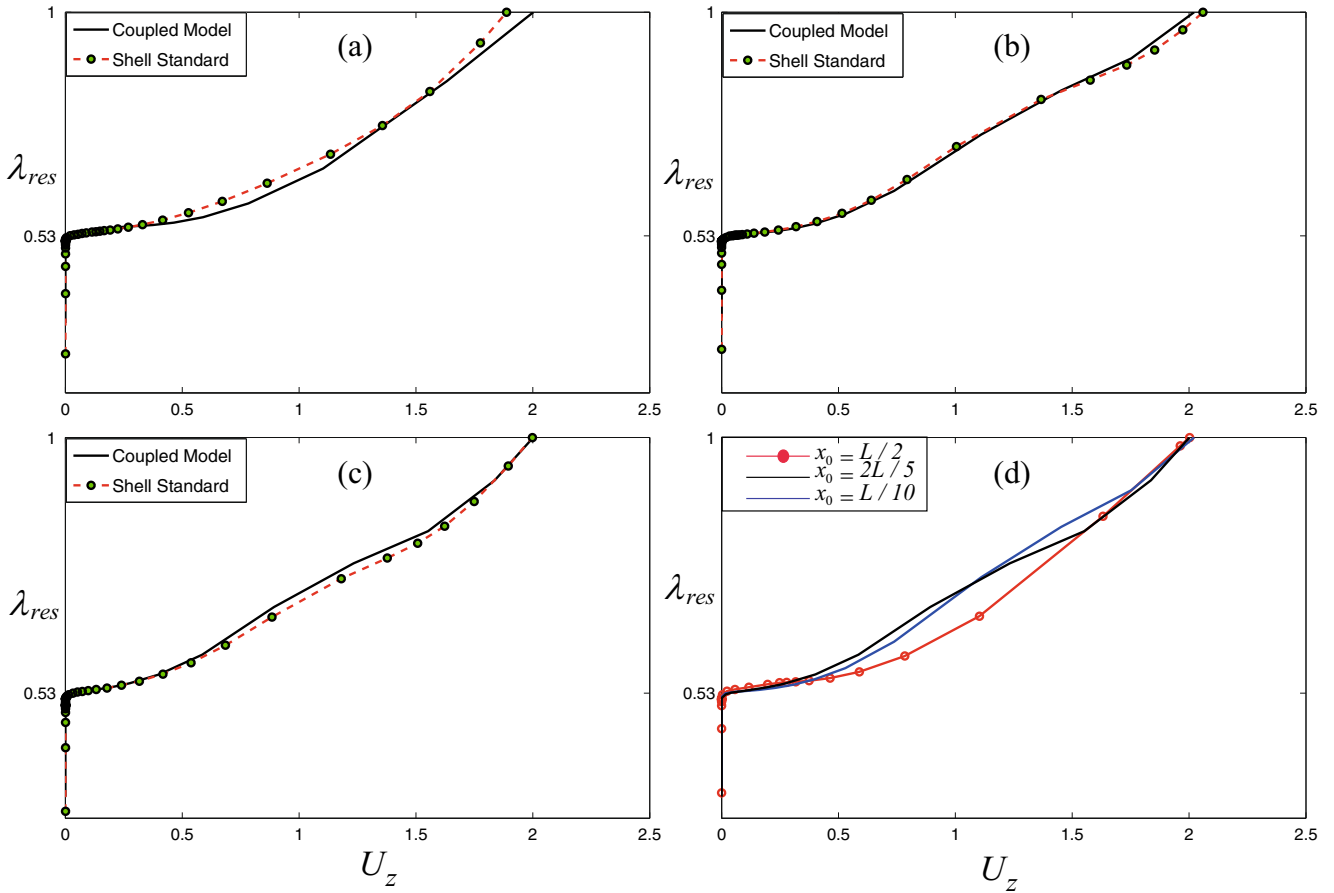 1
Coupled Model
Shell Standard
(a)
λres
0.53
0 0.5 1 1.5 2 2.5
1
Coupled Model
Shell Standard
(b)
λres
0.53
0 0.5 1 1.5 2 2.5
1
Coupled Model
Shell Standard
(c)
λres
0.53
0 0.5 1 1.5 2 2.5
Uz
1
x0 = L / 2
x0 = 2L / 5
x0 = L / 10
(d)
λres
0.53
0 0.5 1 1.5 2 2.5
Uz